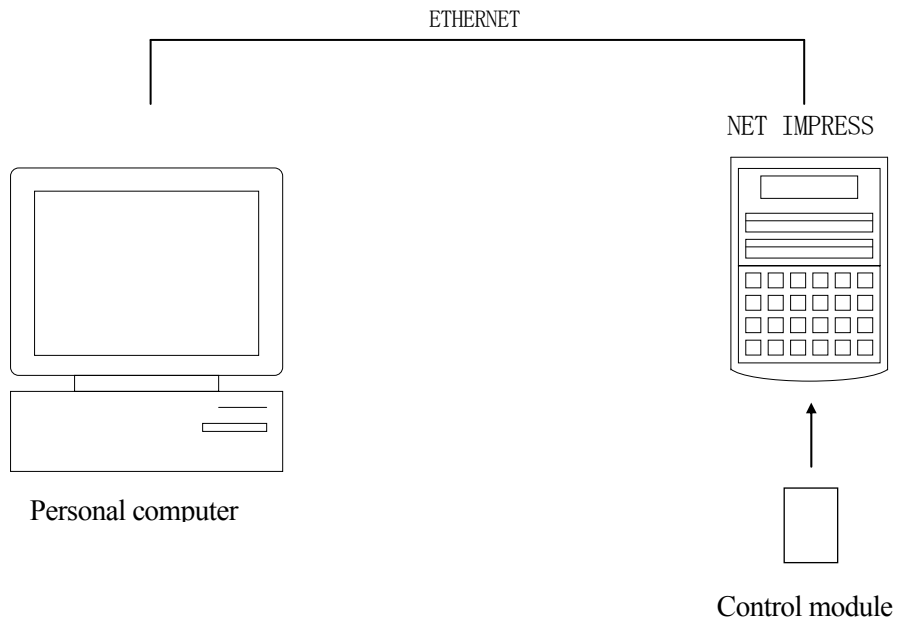 ETHERNET
NET IMPRESS
Personal computer
Control module